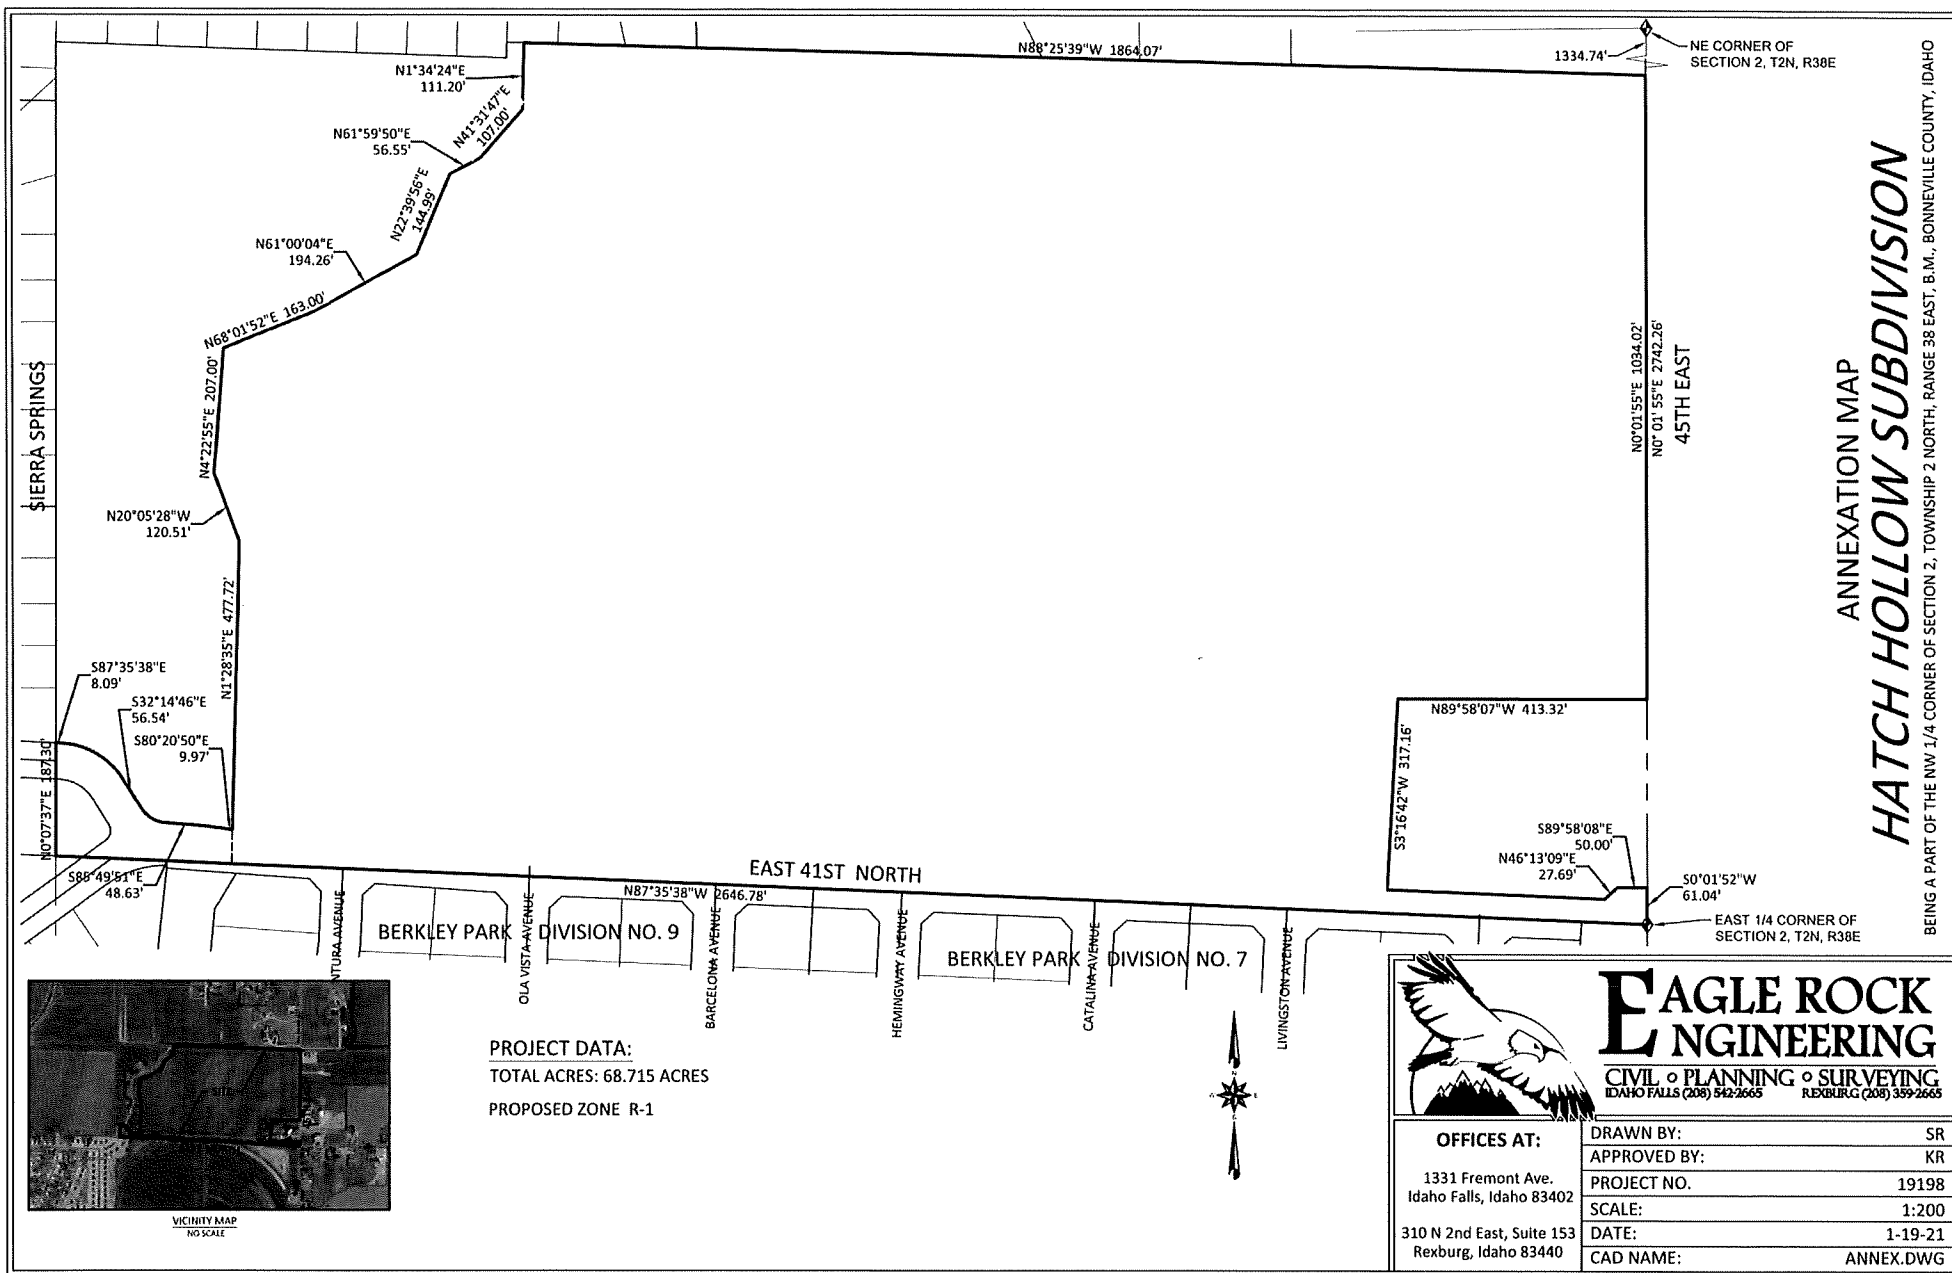 N88°25'39"W 1864.07'
1334.74'
NE CORNER OF
SECTION 2, T2N, R38E
N1°34'24"E
111.20'
N41°31'47"E
107.00'
N61°59'50"E
56.55'
N22°39'56"E
144.99'
N61°00'04"E
194.26'
N68°01'52"E 163.00'
N4°22'55"E 207.00'
SIERRA SPRINGS
N20°05'28"W
120.51'
N1°28'35"E 477.72'
S87°35'38"E
8.09'
S32°14'46"E
56.54'
S80°20'50"E
9.97'
N0°07'37"E 187.30'
48.63'
N0°01'55"E 1034.02'
N0° 01' 55"E 2742.26'
45TH EAST
N89°58'07"W 413.32'
S3°16'42"W 317.16'
S89°58'08"E
50.00'
N46°13'09"E
27.69'
S0°01'52"W
61.04'
EAST 1/4 CORNER OF
SECTION 2, T2N, R38E
EAST 41ST NORTH
N87°35'38"W 2646.78'
BERKLEY PARK DIVISION NO. 9
BERKLEY PARK DIVISION NO. 7
NTURA AVENUE
OLA VISTA AVENUE
BARCELONA AVENUE
HEMINGWAY AVENUE
CATALINA AVENUE
LIVINGSTON AVENUE
ANNEXATION MAP
HATCH HOLLOW SUBDIVISION
BEING A PART OF THE NW 1/4 CORNER OF SECTION 2, TOWNSHIP 2 NORTH, RANGE 38 EAST, B.M., BONNEVILLE COUNTY, IDAHO
SITE
VICINITY MAP
NO SCALE
PROJECT DATA:
TOTAL ACRES: 68.715 ACRES
PROPOSED ZONE R-1
EAGLE ROCK
ENGINEERING
CIVIL ∘ PLANNING ∘ SURVEYING
IDAHO FALLS (208) 542-2665 REXBURG (208) 359-2665
OFFICES AT:
1331 Fremont Ave.
Idaho Falls, Idaho 83402
310 N 2nd East, Suite 153
Rexburg, Idaho 83440
DRAWN BY: SR
APPROVED BY: KR
PROJECT NO. 19198
SCALE: 1:200
DATE: 1-19-21
CAD NAME: ANNEX.DWG